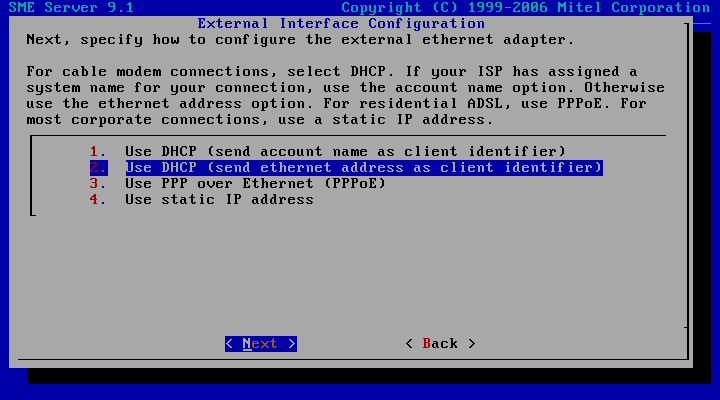 SME Server 9.1 Copyright (C) 1999-2006 Mitel Corporation
External Interface Configuration
Next, specify how to configure the external ethernet adapter.
For cable modem connections, select DHCP. If your ISP has assigned a
system name for your connection, use the account name option. Otherwise
use the ethernet address option. For residential ADSL, use PPPoE. For
most corporate connections, use a static IP address.
1. Use DHCP (send account name as client identifier)
2. Use DHCP (send ethernet address as client identifier)
3. Use PPP over Ethernet (PPPoE)
4. Use static IP address
< Next > < Back >